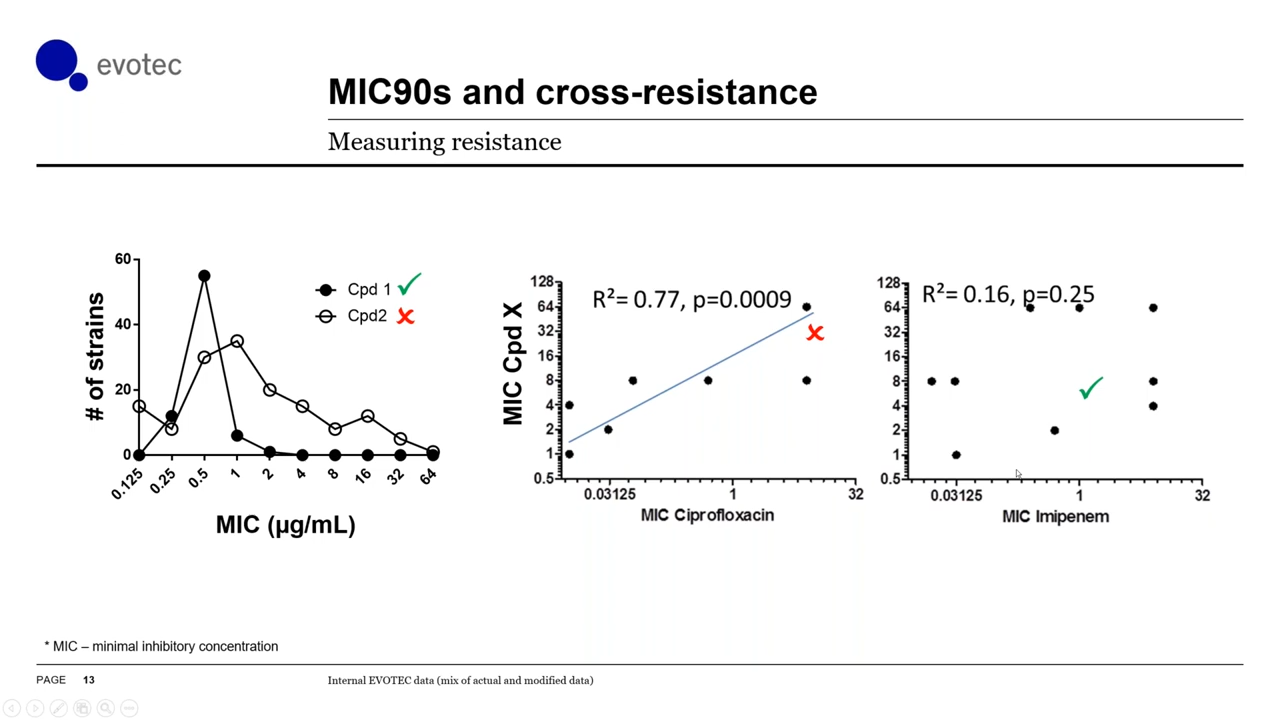 evotec
MIC90s and cross-resistance
Measuring resistance
60
40
20
0
# of strains
0.125
0.25
0.5
1
2
4
8
16
32
64
MIC (µg/mL)
Cpd 1
Cpd2
128
64
32
16
8
4
2
1
0.5
MIC Cpd X
R²= 0.77, p=0.0009
0.03125
1
32
MIC Ciprofloxacin
128
64
32
16
8
4
2
1
0.5
R²= 0.16, p=0.25
0.03125
1
32
MIC Imipenem
* MIC – minimal inhibitory concentration
PAGE 13
Internal EVOTEC data (mix of actual and modified data)